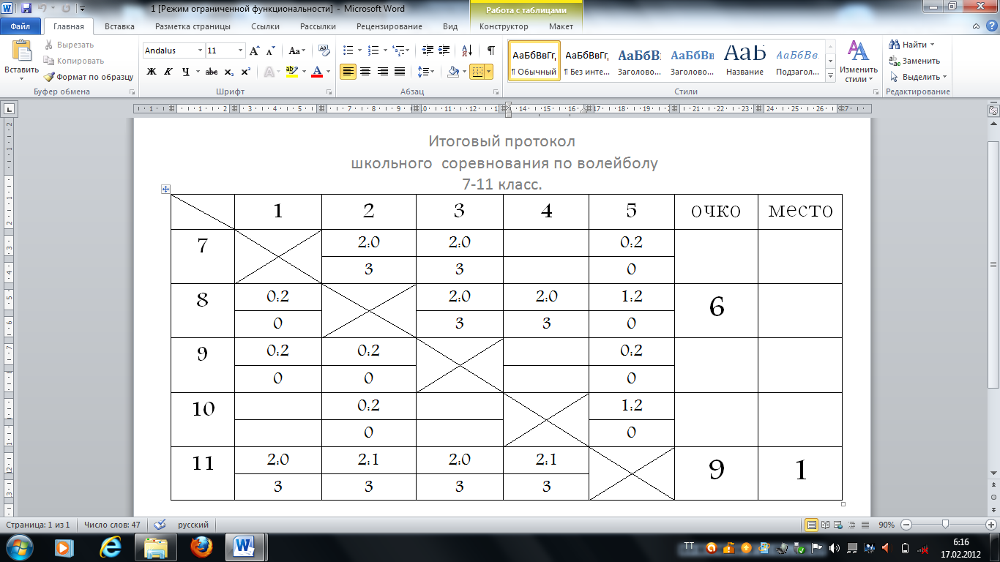 1 [Режим ограниченной функциональности] - Microsoft Word
Работа с таблицами
Файл Главная Вставка Разметка страницы Ссылки Рассылки Рецензирование Вид Конструктор Макет
Вставить
Вырезать
Копировать
Формат по образцу
Буфер обмена
Andalus 11
Ж К Ч abc x₂ x²
Шрифт
Абзац
АаБбВвГг, АаБбВвГг, АаБбВ АаБбВв АаБ АаБбВв.
¶ Обычный ¶ Без инте... Заголово... Заголово... Название Подзагол...
Стили
Изменить стили
Найти
Заменить
Выделить
Редактирование
Итоговый протокол
школьного соревнования по волейболу
7-11 класс.
1 2 3 4 5 очко место
7 2:0 2:0 0:2
3 3 0
8 0:2 2:0 2:0 1:2 6
0 3 3 0
9 0:2 0:2 0:2
0 0 0
10 0:2 1:2
0 0
11 2:0 2:1 2:0 2:1 9 1
3 3 3 3
Страница: 1 из 1 Число слов: 47 русский 90%
TT 6:16
17.02.2012